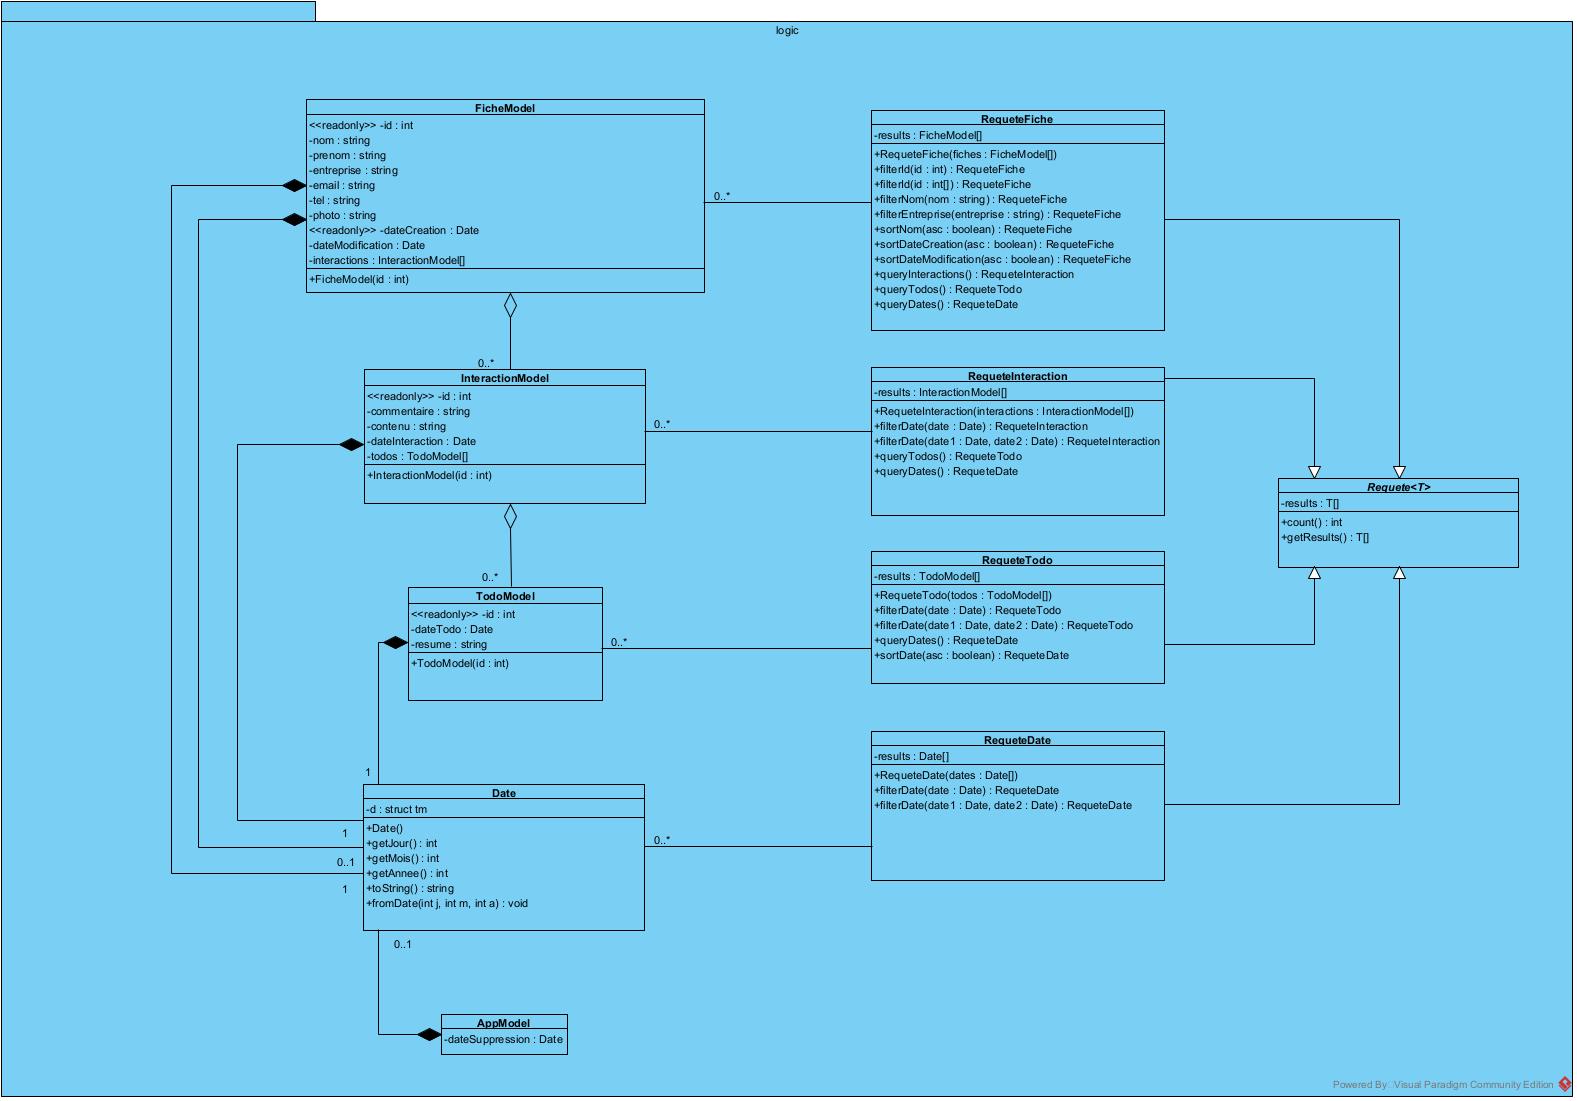 logic
FicheModel
<<readonly>> -id : int
-nom : string
-prenom : string
-entreprise : string
-email : string
-tel : string
-photo : string
<<readonly>> -dateCreation : Date
-dateModification : Date
-interactions : InteractionModel[]
+FicheModel(id : int)
0..*
RequeteFiche
-results : FicheModel[]
+RequeteFiche(fiches : FicheModel[])
+filterId(id : int) : RequeteFiche
+filterId(id : int[]) : RequeteFiche
+filterNom(nom : string) : RequeteFiche
+filterEntreprise(entreprise : string) : RequeteFiche
+sortNom(asc : boolean) : RequeteFiche
+sortDateCreation(asc : boolean) : RequeteFiche
+sortDateModification(asc : boolean) : RequeteFiche
+queryInteractions() : RequeteInteraction
+queryTodos() : RequeteTodo
+queryDates() : RequeteDate
0..*
InteractionModel
<<readonly>> -id : int
-commentaire : string
-contenu : string
-dateInteraction : Date
-todos : TodoModel[]
+InteractionModel(id : int)
0..*
RequeteInteraction
-results : InteractionModel[]
+RequeteInteraction(interactions : InteractionModel[])
+filterDate(date : Date) : RequeteInteraction
+filterDate(date1 : Date, date2 : Date) : RequeteInteraction
+queryTodos() : RequeteTodo
+queryDates() : RequeteDate
Requete<T>
-results : T[]
+count() : int
+getResults() : T[]
0..*
TodoModel
<<readonly>> -id : int
-dateTodo : Date
-resume : string
+TodoModel(id : int)
0..*
RequeteTodo
-results : TodoModel[]
+RequeteTodo(todos : TodoModel[])
+filterDate(date : Date) : RequeteTodo
+filterDate(date1 : Date, date2 : Date) : RequeteTodo
+queryDates() : RequeteDate
+sortDate(asc : boolean) : RequeteDate
1
Date
-d : struct tm
+Date()
+getJour() : int
+getMois() : int
+getAnnee() : int
+toString() : string
+fromDate(int j, int m, int a) : void
1
0..1
1
0..*
RequeteDate
-results : Date[]
+RequeteDate(dates : Date[])
+filterDate(date : Date) : RequeteDate
+filterDate(date1 : Date, date2 : Date) : RequeteDate
0..1
AppModel
-dateSuppression : Date
Powered By: Visual Paradigm Community Edition